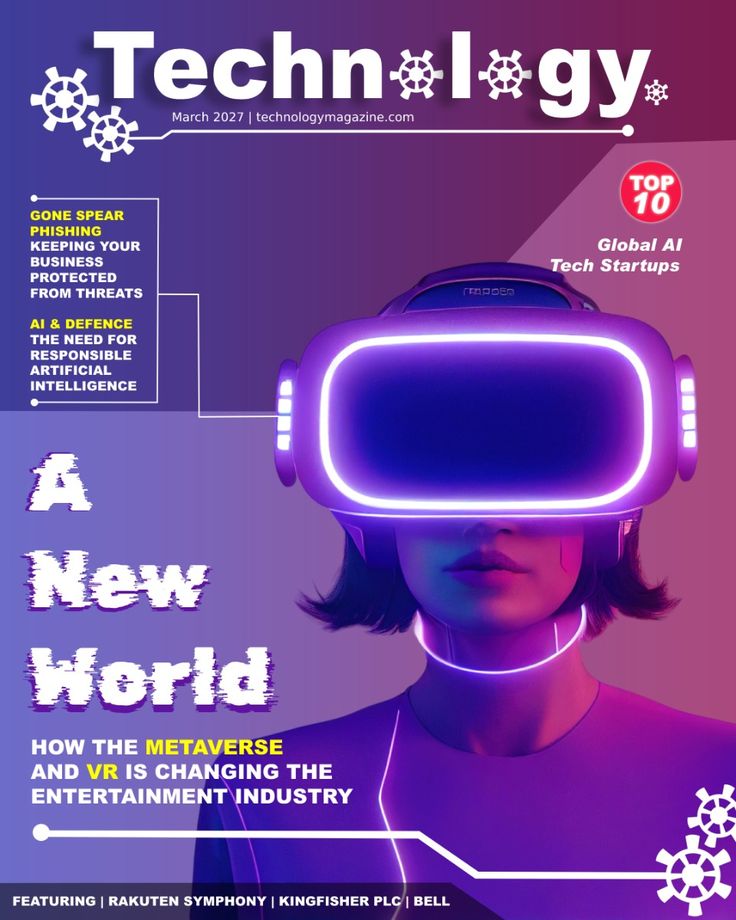 Technology
March 2027 | technologymagazine.com
TOP
10
Global AI
Tech Startups
GONE SPEAR
PHISHING
KEEPING YOUR
BUSINESS
PROTECTED
FROM THREATS
AI & DEFENCE
THE NEED FOR
RESPONSIBLE
ARTIFICIAL
INTELLIGENCE
A
New
World
HOW THE METAVERSE
AND VR IS CHANGING THE
ENTERTAINMENT INDUSTRY
FEATURING | RAKUTEN SYMPHONY | KINGFISHER PLC | BELL